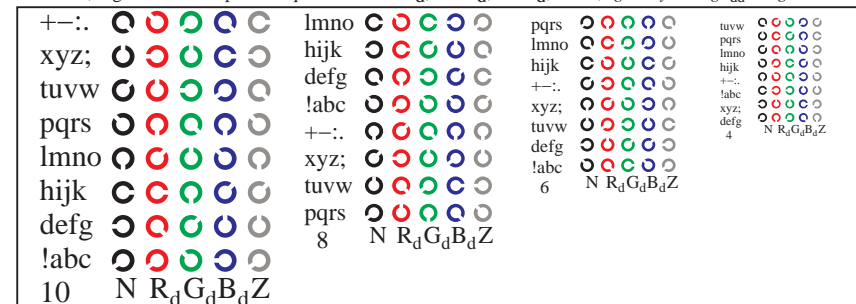 +−:.
xyz;
tuvw
pqrs
lmno
hijk
defg
!abc
10 N RdGdBdZ
lmno
hijk
defg
!abc
+−:.
xyz;
tuvw
pqrs
8 N RdGdBdZ
pqrs
lmno
hijk
+−:.
xyz;
tuvw
defg
!abc
6 N RdGdBdZ
tuvw
pqrs
lmno
hijk
+−:.
!abc
xyz;
defg
4 N RdGdBdZ